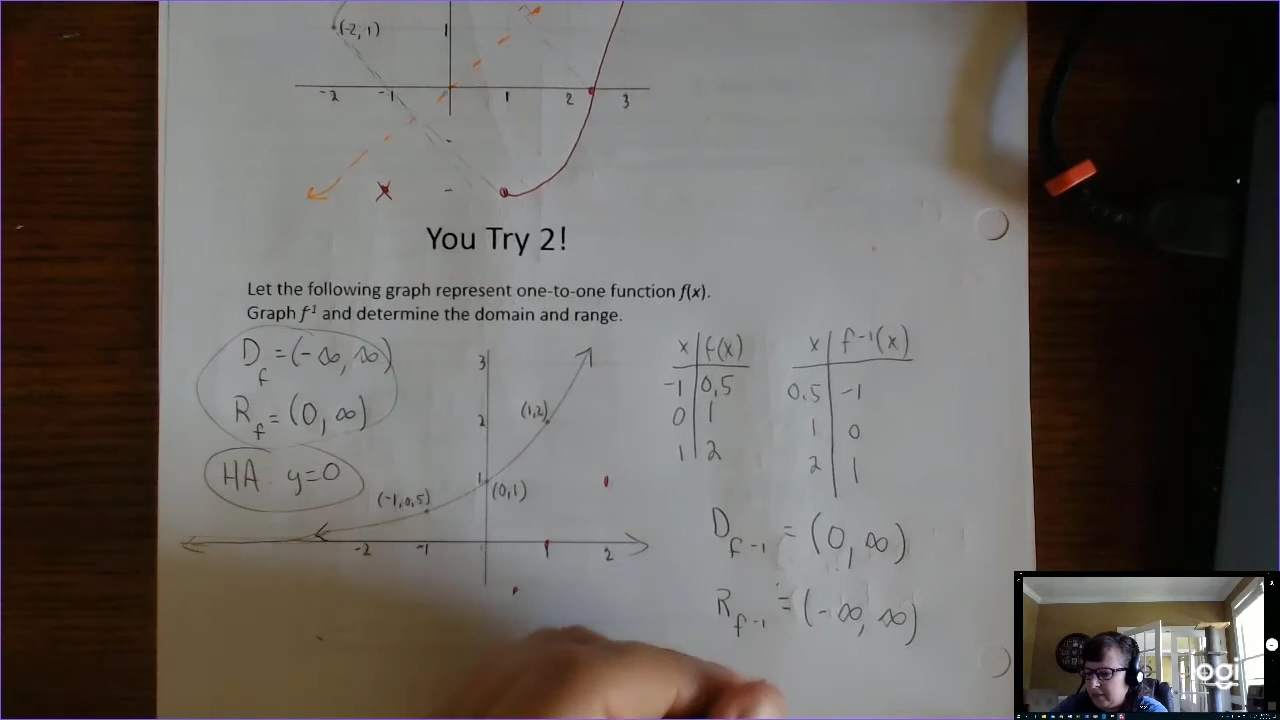 (-2, 1)
1
-2 -1 1 2 3
You Try 2!
Let the following graph represent one-to-one function f(x).
Graph f⁻¹ and determine the domain and range.
D_f = (-∞, ∞)
R_f = (0, ∞)
HA y=0
3
2
1
(1,2)
(0,1)
(-1,0.5)
-2 -1 1 2
x f(x)
-1 0.5
0 1
1 2
x f⁻¹(x)
0.5 -1
1 0
2 1
D_f⁻¹ = (0, ∞)
R_f⁻¹ = (-∞, ∞)
logi